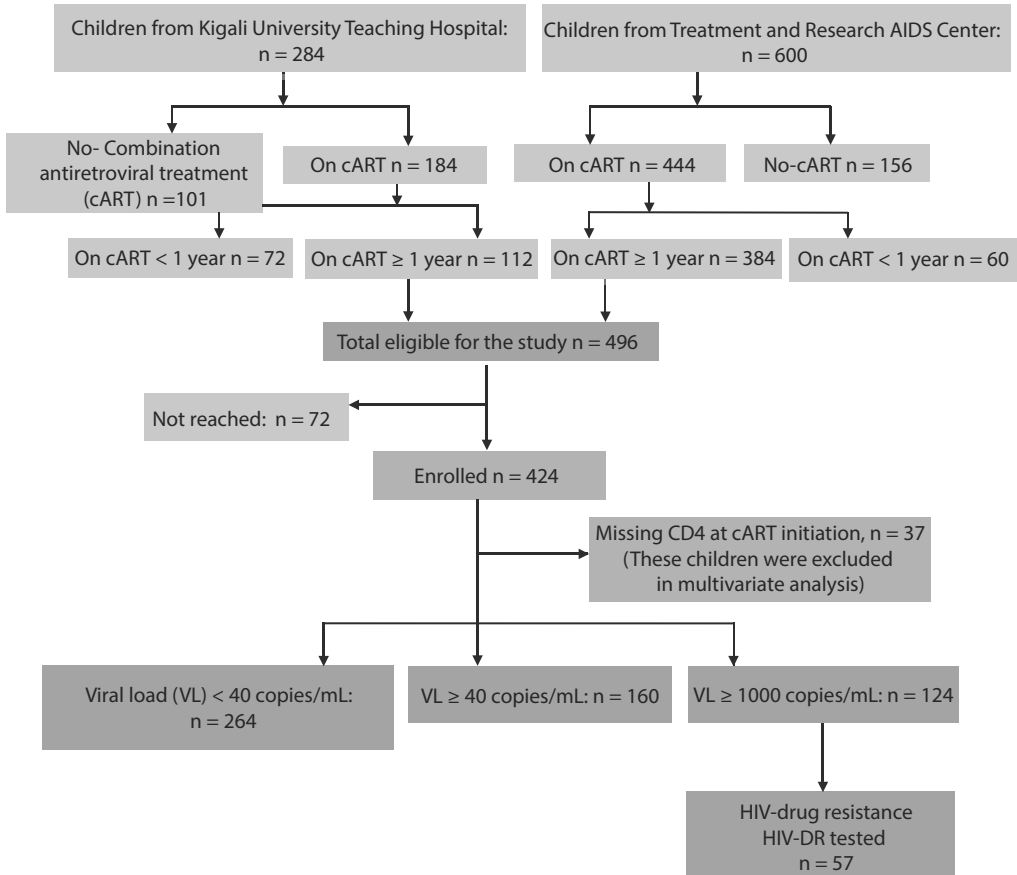 Children from Kigali University Teaching Hospital:
n = 284
Children from Treatment and Research AIDS Center:
n = 600
No- Combination
antiretroviral treatment
(cART) n =101
On cART n = 184
On cART n = 444
No-cART n = 156
On cART < 1 year n = 72
On cART ≥ 1 year n = 112
On cART ≥ 1 year n = 384
On cART < 1 year n = 60
Total eligible for the study n = 496
Not reached: n = 72
Enrolled n = 424
Missing CD4 at cART initiation, n = 37
(These children were excluded
in multivariate analysis)
Viral load (VL) < 40 copies/mL:
n = 264
VL ≥ 40 copies/mL: n = 160
VL ≥ 1000 copies/mL: n = 124
HIV-drug resistance
HIV-DR tested
n = 57